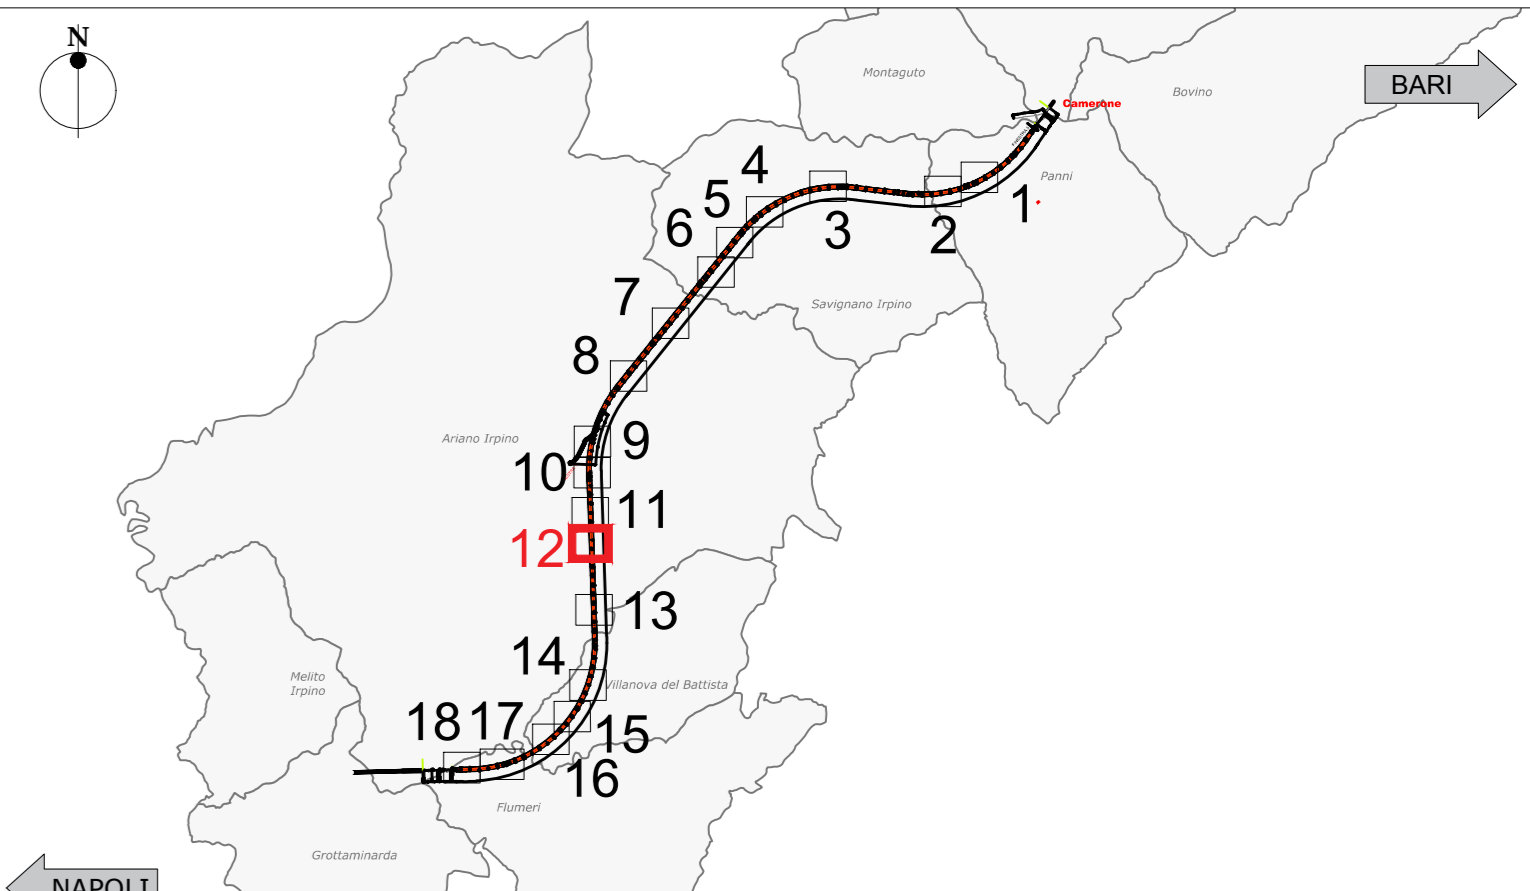 N
Montaguto
BARI
Bovino
Camerone
4
Panni
5
1
6
3
2
7
Savignano Irpino
8
Ariano Irpino
9
10
11
12
13
14
Melito
Irpino
Villanova del Battista
18
17
15
16
Flumeri
Grottaminarda
NAPOLI